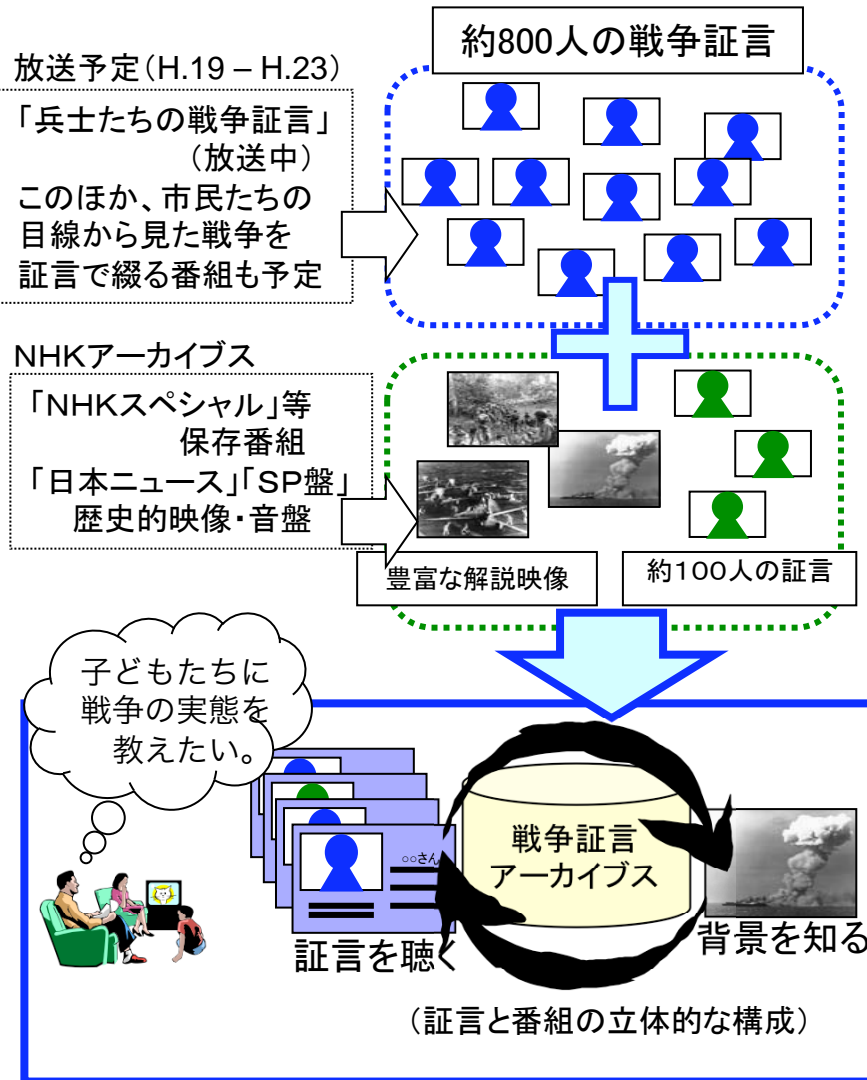 約800人の戦争証言
放送予定（H.19 – H.23）
「兵士たちの戦争証言」
（放送中）
このほか、市民たちの
目線から見た戦争を
証言で綴る番組も予定
NHKアーカイブス
「NHKスペシャル」等
保存番組
「日本ニュース」「SP盤」
歴史的映像・音盤
豊富な解説映像
約１００人の証言
子どもたちに
戦争の実態を
教えたい。
○○さん
戦争証言
アーカイブス
証言を聴く
背景を知る
（証言と番組の立体的な構成）